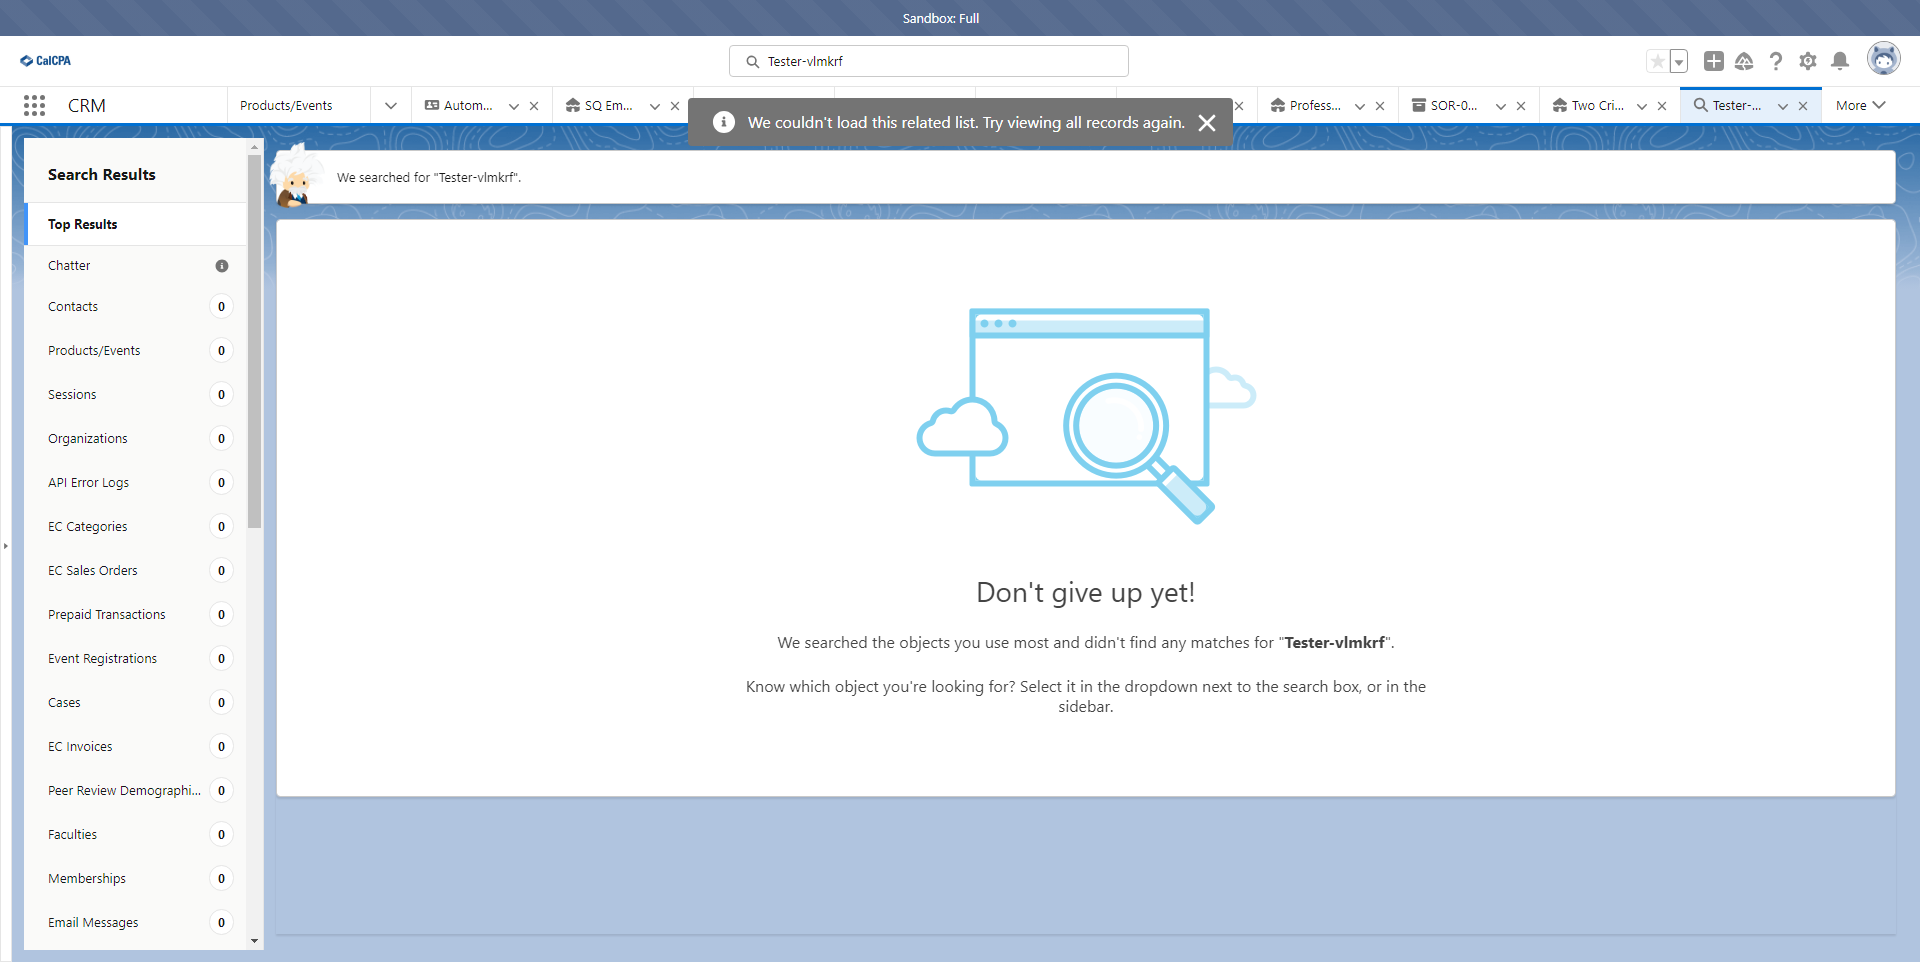 Sandbox: Full
CalCPA
Tester-vlmkrf
CRM
Products/Events
Autom...
SQ Em...
Profess...
SOR-0...
Two Cri...
Tester-...
More
We couldn't load this related list. Try viewing all records again.
Search Results
We searched for "Tester-vlmkrf".
Top Results
Chatter
Contacts 0
Products/Events 0
Sessions 0
Organizations 0
API Error Logs 0
EC Categories 0
EC Sales Orders 0
Prepaid Transactions 0
Event Registrations 0
Cases 0
EC Invoices 0
Peer Review Demographi... 0
Faculties 0
Memberships 0
Email Messages 0
Don't give up yet!
We searched the objects you use most and didn't find any matches for "Tester-vlmkrf".
Know which object you're looking for? Select it in the dropdown next to the search box, or in the
sidebar.